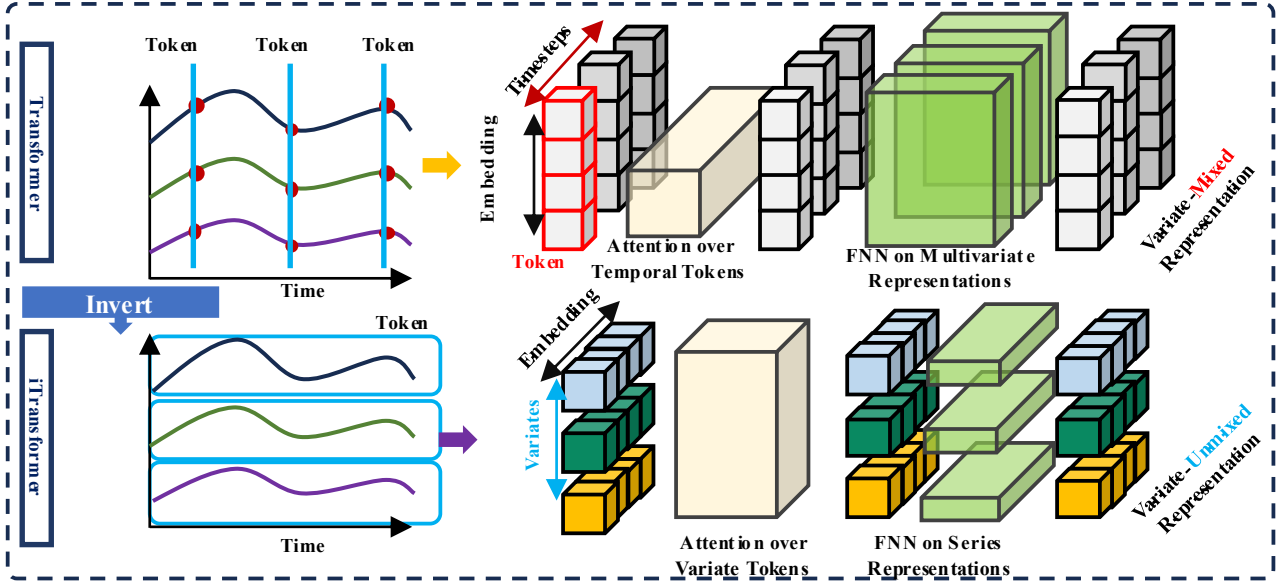 Transformer
Token
Token
Token
Time
Timesteps
Embedding
Token
Attention over
Temporal Tokens
FNN on Multivariate
Representations
Variate-Mixed
Representation
Invert
iTransformer
Token
Time
Embedding
Variates
Attention over
Variate Tokens
FNN on Series
Representations
Variate-Unmixed
Representation